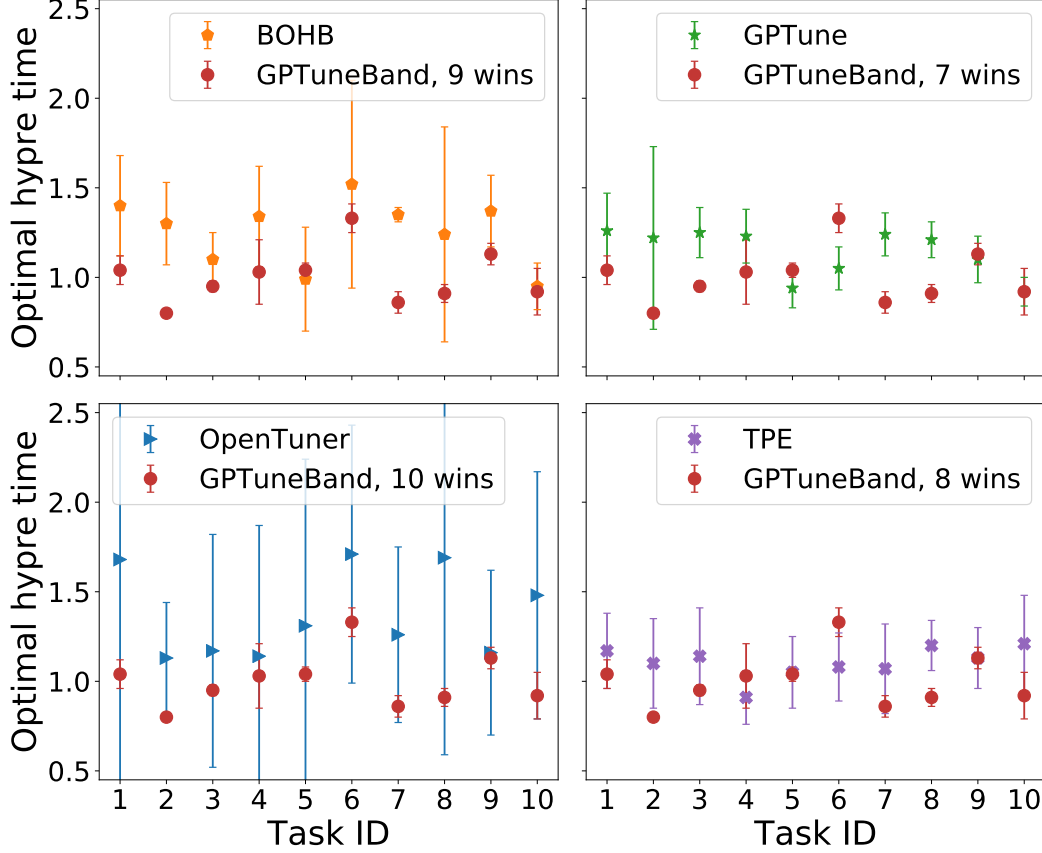 Optimal hypre time
2.5
2.0
1.5
1.0
0.5
BOHB
GPTuneBand, 9 wins
GPTune
GPTuneBand, 7 wins
Optimal hypre time
2.5
2.0
1.5
1.0
0.5
OpenTuner
GPTuneBand, 10 wins
TPE
GPTuneBand, 8 wins
1 2 3 4 5 6 7 8 9 10
Task ID
1 2 3 4 5 6 7 8 9 10
Task ID